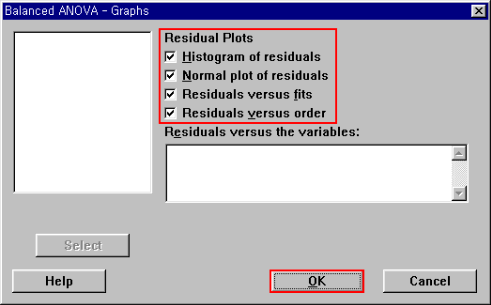 Balanced ANOVA - Graphs
Residual Plots
Histogram of residuals
Normal plot of residuals
Residuals versus fits
Residuals versus order
Residuals versus the variables:
Select
Help
OK
Cancel